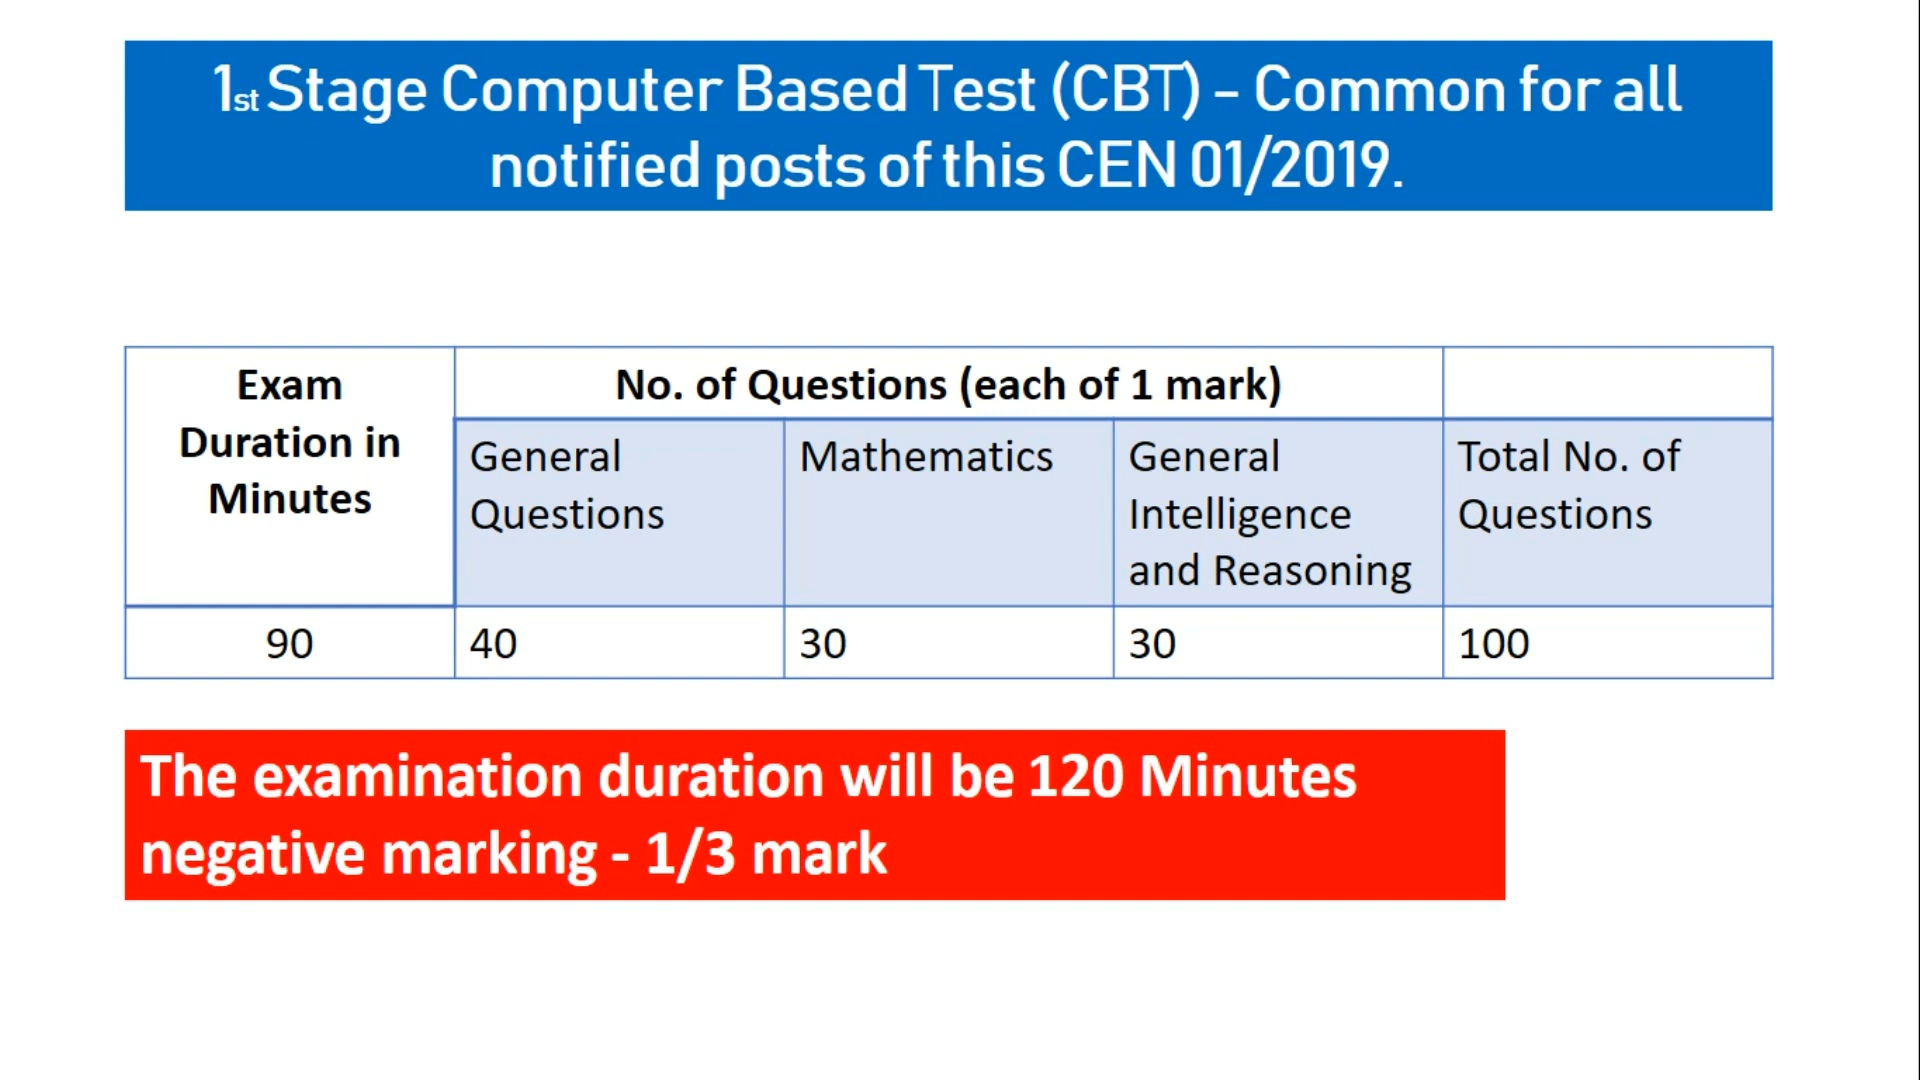 1st Stage Computer Based Test (CBT) – Common for all
notified posts of this CEN 01/2019.
Exam
Duration in
Minutes
No. of Questions (each of 1 mark)
General
Questions
Mathematics
General
Intelligence
and Reasoning
Total No. of
Questions
90
40
30
30
100
The examination duration will be 120 Minutes
negative marking - 1/3 mark